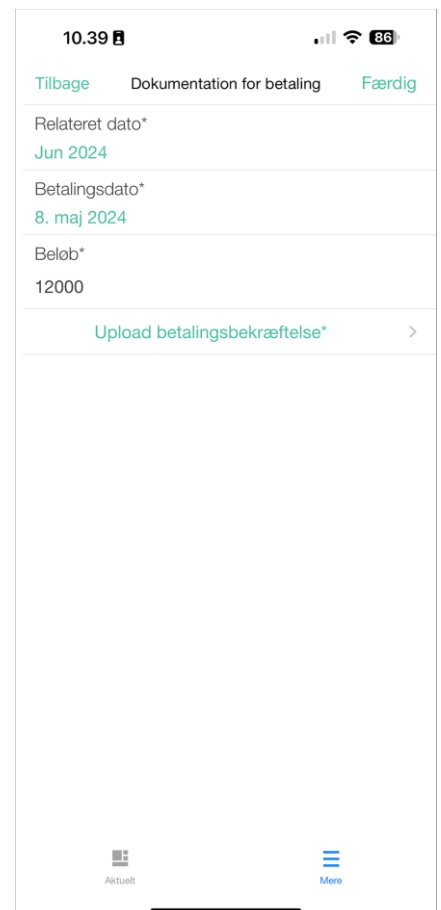 10.39
86
Tilbage Dokumentation for betaling Færdig
Relateret dato*
Jun 2024
Betalingsdato*
8. maj 2024
Beløb*
12000
Upload betalingsbekræftelse*
Aktuelt Mere